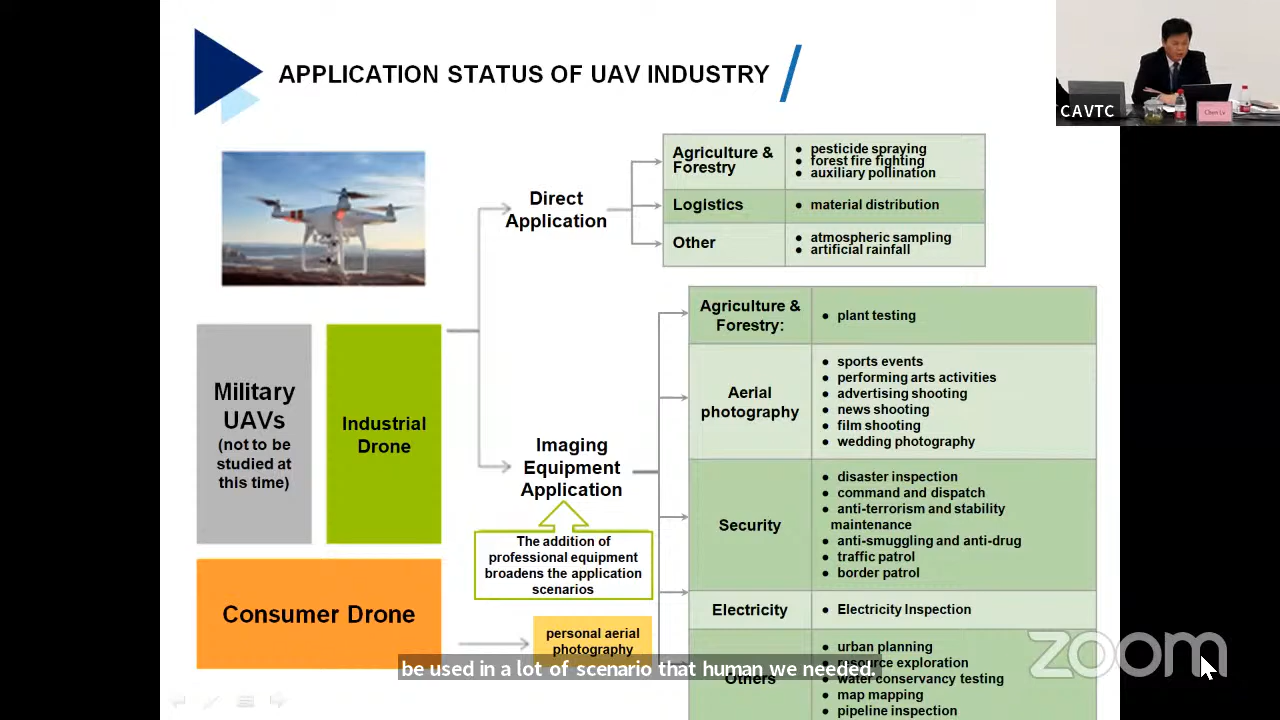 APPLICATION STATUS OF UAV INDUSTRY
CAVTC
Chen Lv
Direct
Application
Agriculture &
Forestry
● pesticide spraying
● forest fire fighting
● auxiliary pollination
Logistics
● material distribution
Other
● atmospheric sampling
● artificial rainfall
Military
UAVs
(not to be
studied at
this time)
Industrial
Drone
Consumer Drone
Imaging
Equipment
Application
The addition of
professional equipment
broadens the application
scenarios
personal aerial
photography
Agriculture &
Forestry:
● plant testing
Aerial
photography
● sports events
● performing arts activities
● advertising shooting
● news shooting
● film shooting
● wedding photography
Security
● disaster inspection
● command and dispatch
● anti-terrorism and stability
maintenance
● anti-smuggling and anti-drug
● traffic patrol
● border patrol
Electricity
● Electricity Inspection
Others
● urban planning
● resource exploration
● water conservancy testing
● map mapping
● pipeline inspection
be used in a lot of scenario that human we needed.
zoom